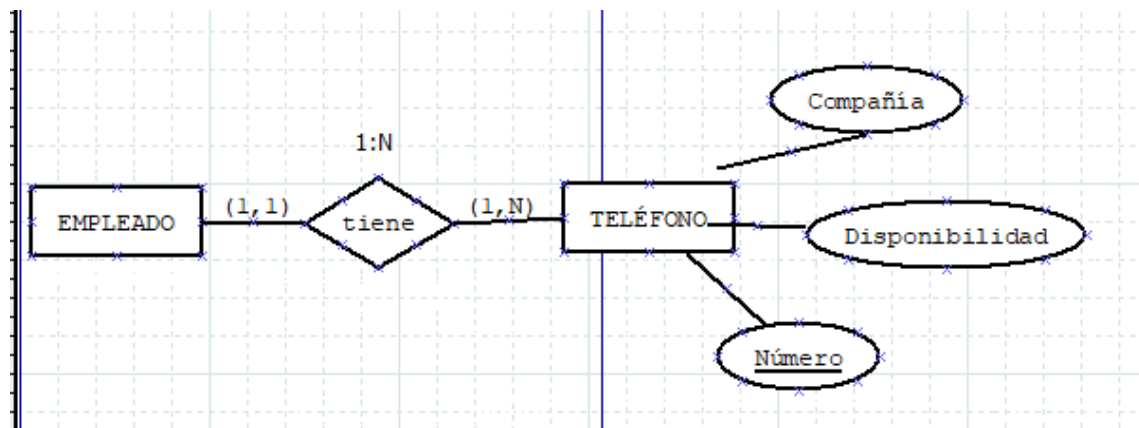 Compañía
1:N
EMPLEADO (1,1) tiene (1,N) TELÉFONO
Disponibilidad
Número